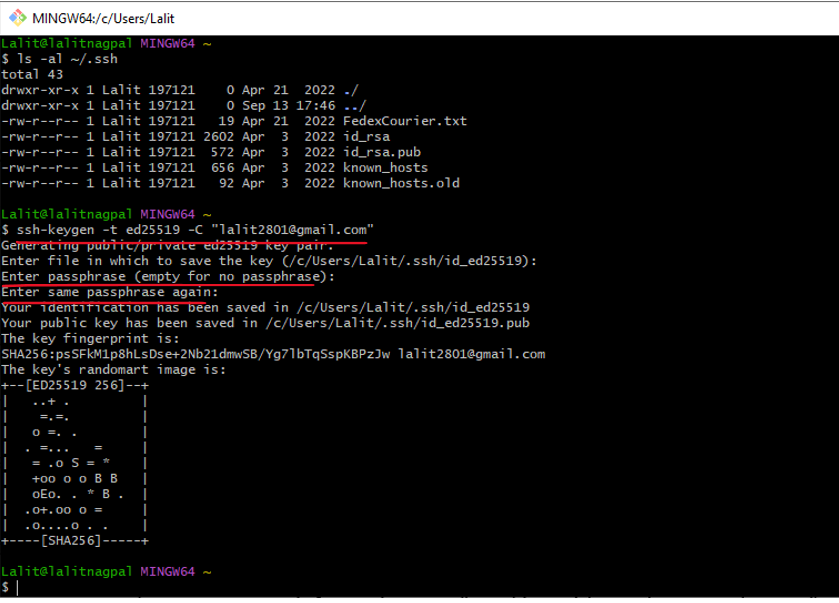 MINGW64:/c/Users/Lalit
Lalit@lalitnagpal MINGW64 ~
$ ls -al ~/.ssh
total 43
drwxr-xr-x 1 Lalit 197121    0 Apr 21  2022 ./
drwxr-xr-x 1 Lalit 197121    0 Sep 13 17:46 ../
-rw-r--r-- 1 Lalit 197121   19 Apr 21  2022 FedexCourier.txt
-rw-r--r-- 1 Lalit 197121 2602 Apr  3  2022 id_rsa
-rw-r--r-- 1 Lalit 197121  572 Apr  3  2022 id_rsa.pub
-rw-r--r-- 1 Lalit 197121  656 Apr  3  2022 known_hosts
-rw-r--r-- 1 Lalit 197121   92 Apr  3  2022 known_hosts.old
Lalit@lalitnagpal MINGW64 ~
$ ssh-keygen -t ed25519 -C "lalit2801@gmail.com"
Generating public/private ed25519 key pair.
Enter file in which to save the key (/c/Users/Lalit/.ssh/id_ed25519):
Enter passphrase (empty for no passphrase):
Enter same passphrase again:
Your identification has been saved in /c/Users/Lalit/.ssh/id_ed25519
Your public key has been saved in /c/Users/Lalit/.ssh/id_ed25519.pub
The key fingerprint is:
SHA256:psSFkM1p8hLsDse+2Nb21dmwSB/Yg7lbTqSspKBPzJw lalit2801@gmail.com
The key's randomart image is:
+--[ED25519 256]--+
|   ..+ .         |
|    =.=.         |
|   o =. .        |
|  . =...   =     |
|   = .o S = *    |
|   +oo o o B B   |
|   oEo. . * B .  |
|  .o+.oo o =     |
|  .o....o . .    |
+----[SHA256]-----+
Lalit@lalitnagpal MINGW64 ~
$